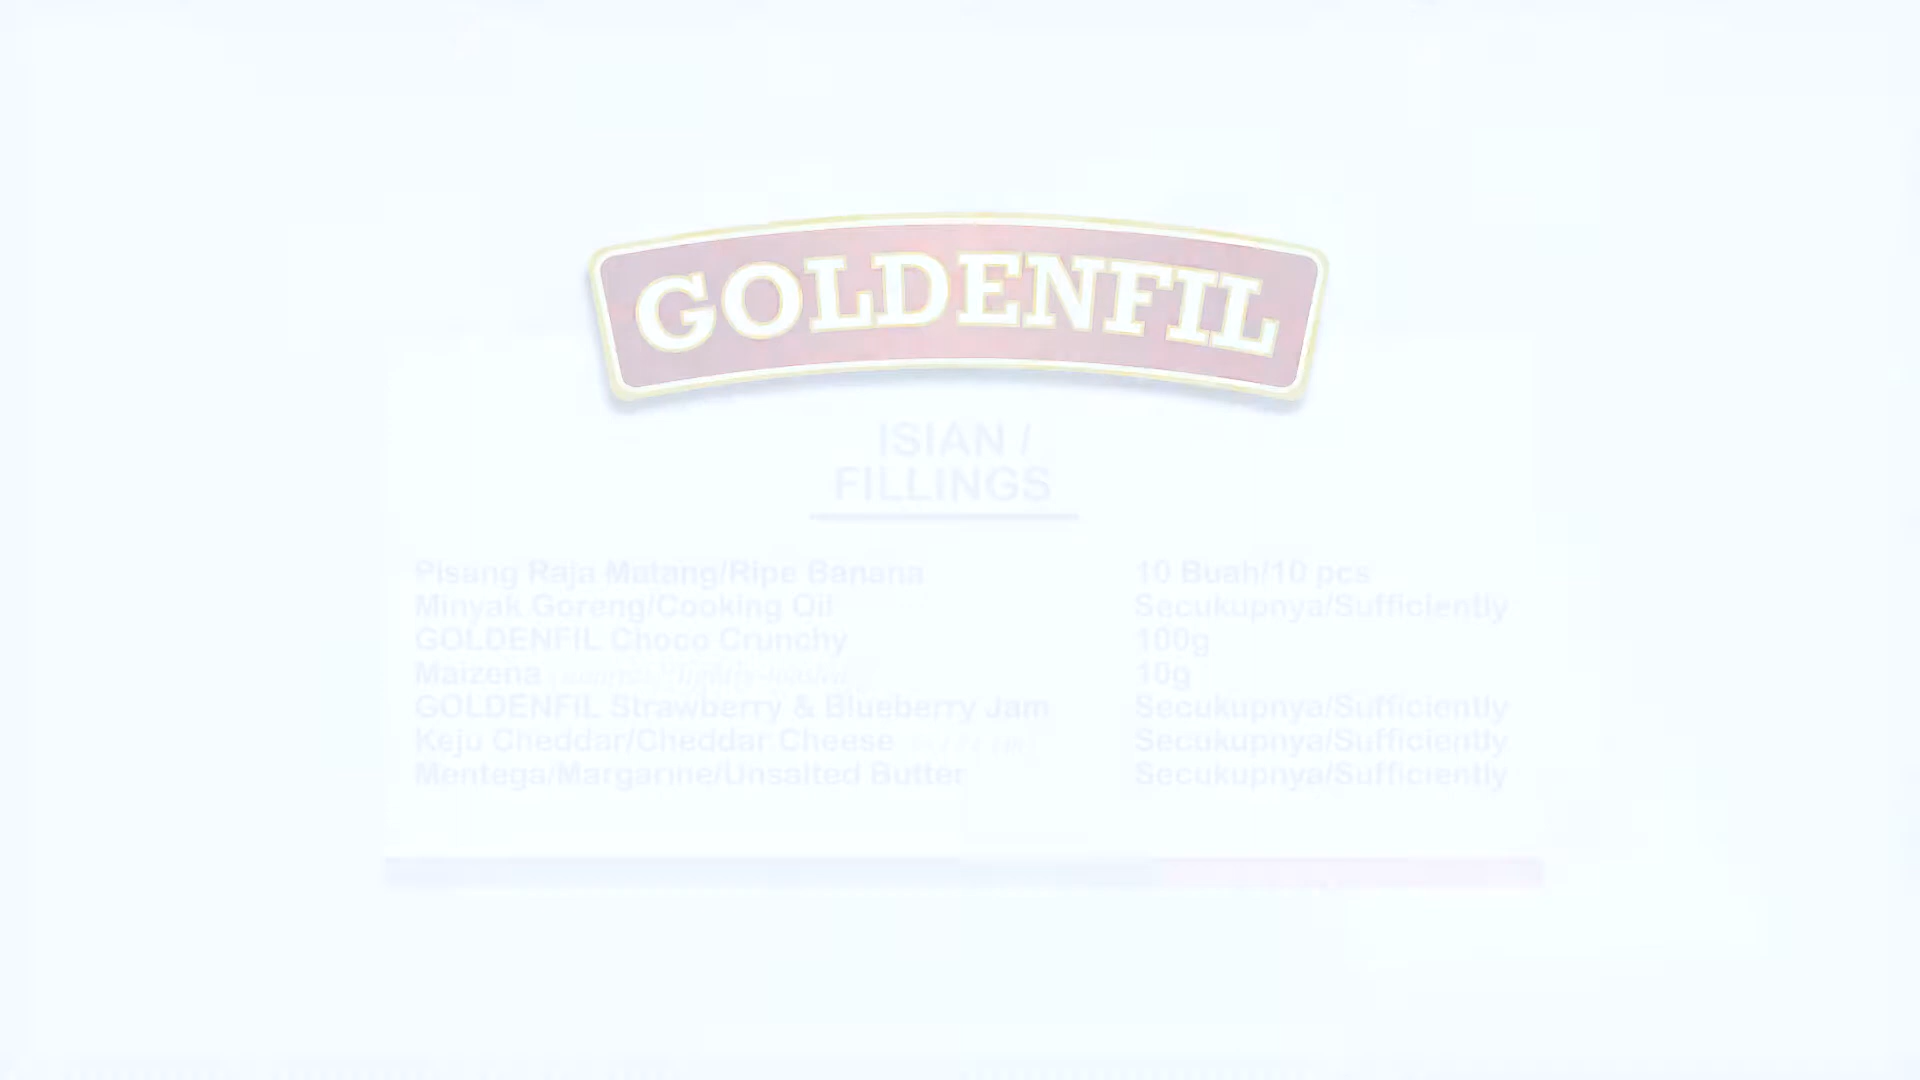 GOLDENFIL
ISIAN /
FILLINGS
Pisang Raja Matang/Ripe Banana 10 Buah/10 pcs
Minyak Goreng/Cooking Oil Secukupnya/Sufficiently
GOLDENFIL Choco Crunchy 100g
Maizena 10g
GOLDENFIL Strawberry & Blueberry Jam Secukupnya/Sufficiently
Keju Cheddar/Cheddar Cheese Secukupnya/Sufficiently
Mentega/Margarine/Unsalted Butter Secukupnya/Sufficiently